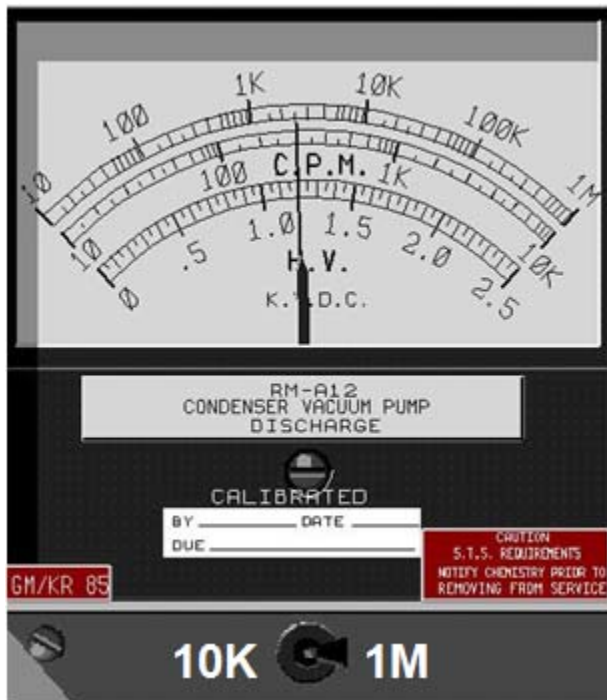 10 100 1K 10K 100K 1M
10 100 1K 10K
C.P.M.
0 .5 1.0 1.5 2.0 2.5
H.V.
K.V.D.C.
RM-A12
CONDENSER VACUUM PUMP
DISCHARGE
CALIBRATED
BY DATE
DUE
CAUTION
S.T.S. REQUIREMENTS
NOTIFY CHEMISTRY PRIOR TO
REMOVING FROM SERVICE
GM/KR 85
10K 1M